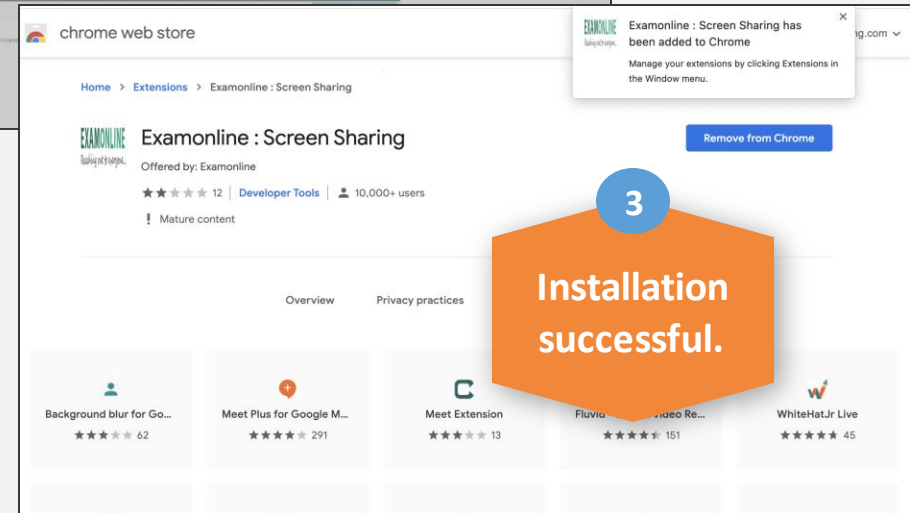 chrome web store
EXAMONLINE
Examonline : Screen Sharing has
been added to Chrome
Manage your extensions by clicking Extensions in
the Window menu.
ng.com
Home > Extensions > Examonline : Screen Sharing
EXAMONLINE
Examonline : Screen Sharing
Remove from Chrome
Offered by: Examonline
12 | Developer Tools | 10,000+ users
! Mature content
3
Installation
successful.
Overview
Privacy practices
Background blur for Go...
62
Meet Plus for Google M...
291
Meet Extension
13
Re...
151
WhiteHatJr Live
45